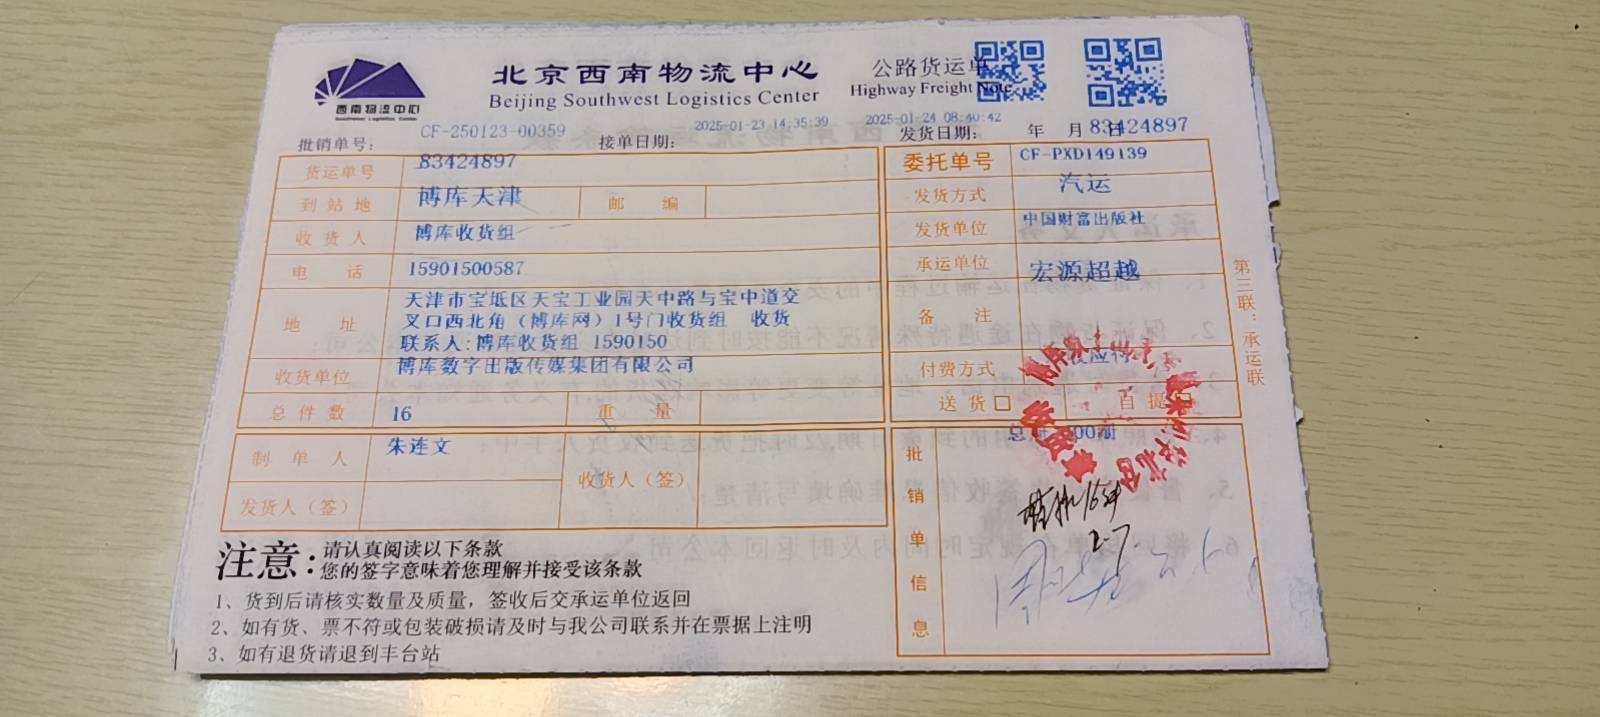 西南物流中心
Southwest Logistics Center
北京西南物流中心
Beijing Southwest Logistics Center
公路货运单
Highway Freight Note
批销单号: CF-250123-00359
接单日期: 2025-01-23 14:35:39
发货日期: 年 月 日 2025-01-24 08:40:42
83424897
货运单号 83424897
委托单号 CF-PXD149139
到站地 博库天津 邮 编
发货方式 汽运
收货人 博库收货组
发货单位 中国财富出版社
电 话 15901500587
承运单位 宏源超越
地 址 天津市宝坻区天宝工业园天中路与宝中道交
叉口西北角（博库网）1号门收货组 收货
联系人:博库收货组 1590150
备 注
收货单位 博库数字出版传媒集团有限公司
付费方式
总件数 16 重 量
送货□ 自提□
制单人 朱连文
收货人（签）
发货人（签）
批销单信息
2-7
第三联：承运联
注意: 请认真阅读以下条款
您的签字意味着您理解并接受该条款
1、货到后请核实数量及质量，签收后交承运单位返回
2、如有货、票不符或包装破损请及时与我公司联系并在票据上注明
3、如有退货请退到丰台站